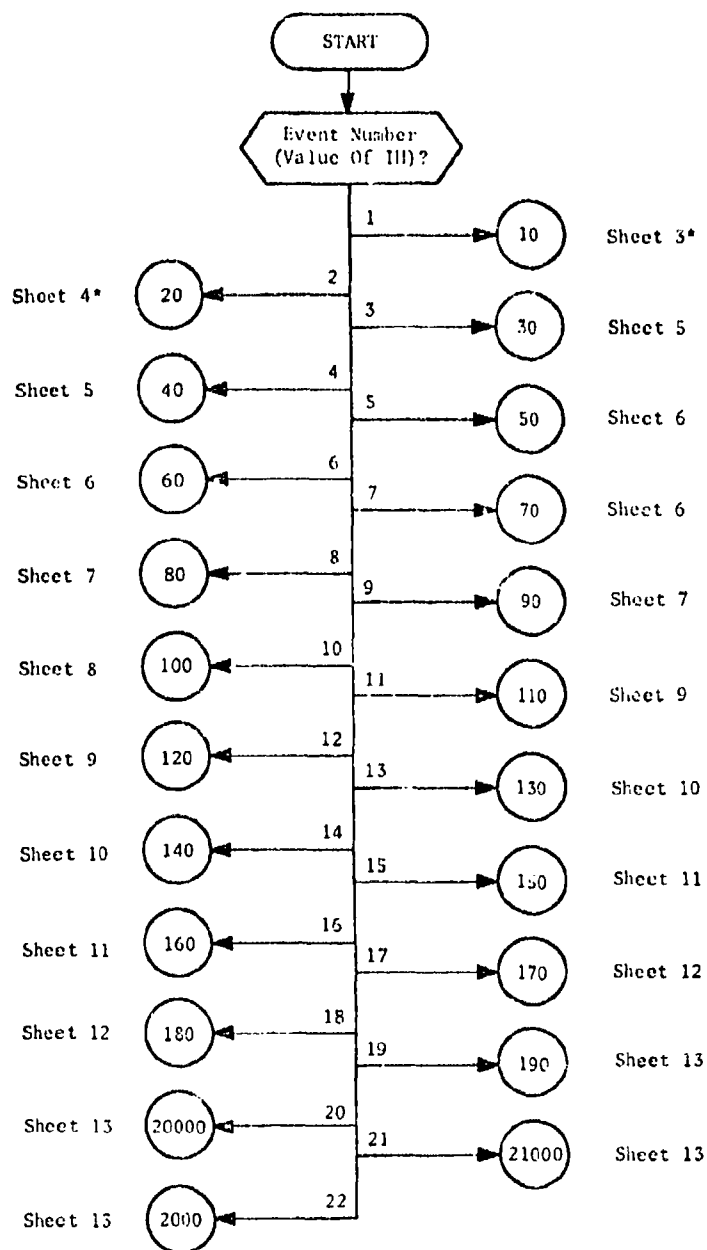 START
Event Number
(Value Of III)?
1 10 Sheet 3*
Sheet 4* 20 2
3 30 Sheet 5
Sheet 5 40 4
5 50 Sheet 6
Sheet 6 60 6
7 70 Sheet 6
Sheet 7 80 8
9 90 Sheet 7
Sheet 8 100 10
11 110 Sheet 9
Sheet 9 120 12
13 130 Sheet 10
Sheet 10 140 14
15 150 Sheet 11
Sheet 11 160 16
17 170 Sheet 12
Sheet 12 180 18
19 190 Sheet 13
Sheet 13 20000 20
21 21000 Sheet 13
Sheet 13 2000 22